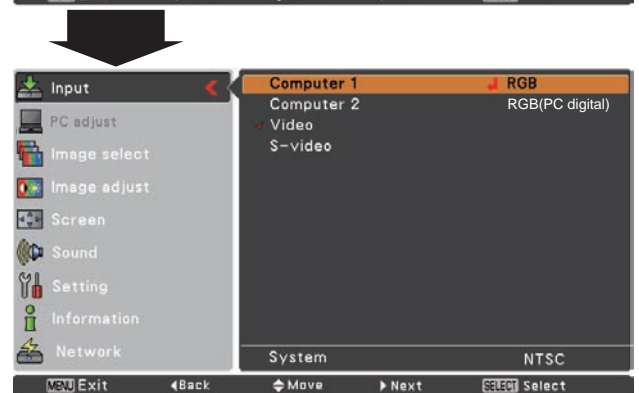 Input
PC adjust
Image select
Image adjust
Screen
Sound
Setting
Information
Network
Computer 1 RGB
Computer 2 RGB(PC digital)
Video
S-video
System NTSC
MENU Exit Back Move Next SELECT Select